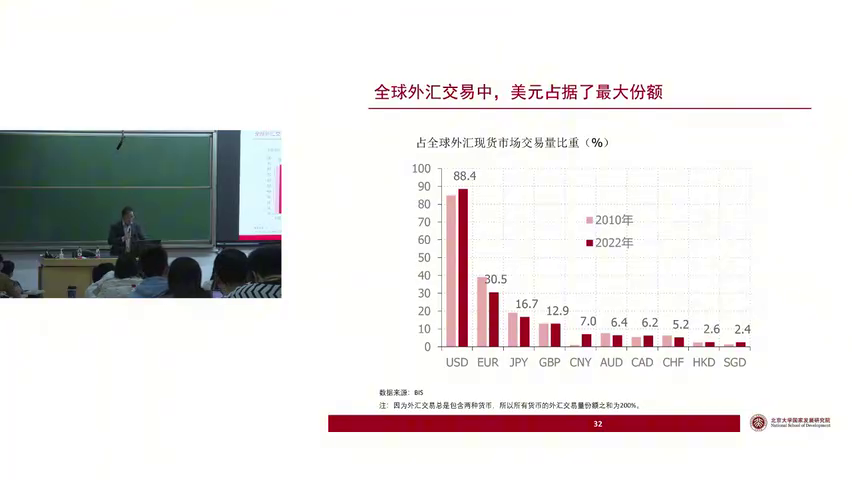 全球外汇交易中，美元占据了最大份额
占全球外汇现货市场交易量比重（%）
100
90
80
70
60
50
40
30
20
10
0
88.4
30.5
16.7
12.9
7.0
6.4
6.2
5.2
2.6
2.4
2010年
2022年
USD EUR JPY GBP CNY AUD CAD CHF HKD SGD
数据来源：BIS
注：因为外汇交易总是包含两种货币，所以所有货币的外汇交易量份额之和为200%。
32
北京大学国家发展研究院
National School of Development